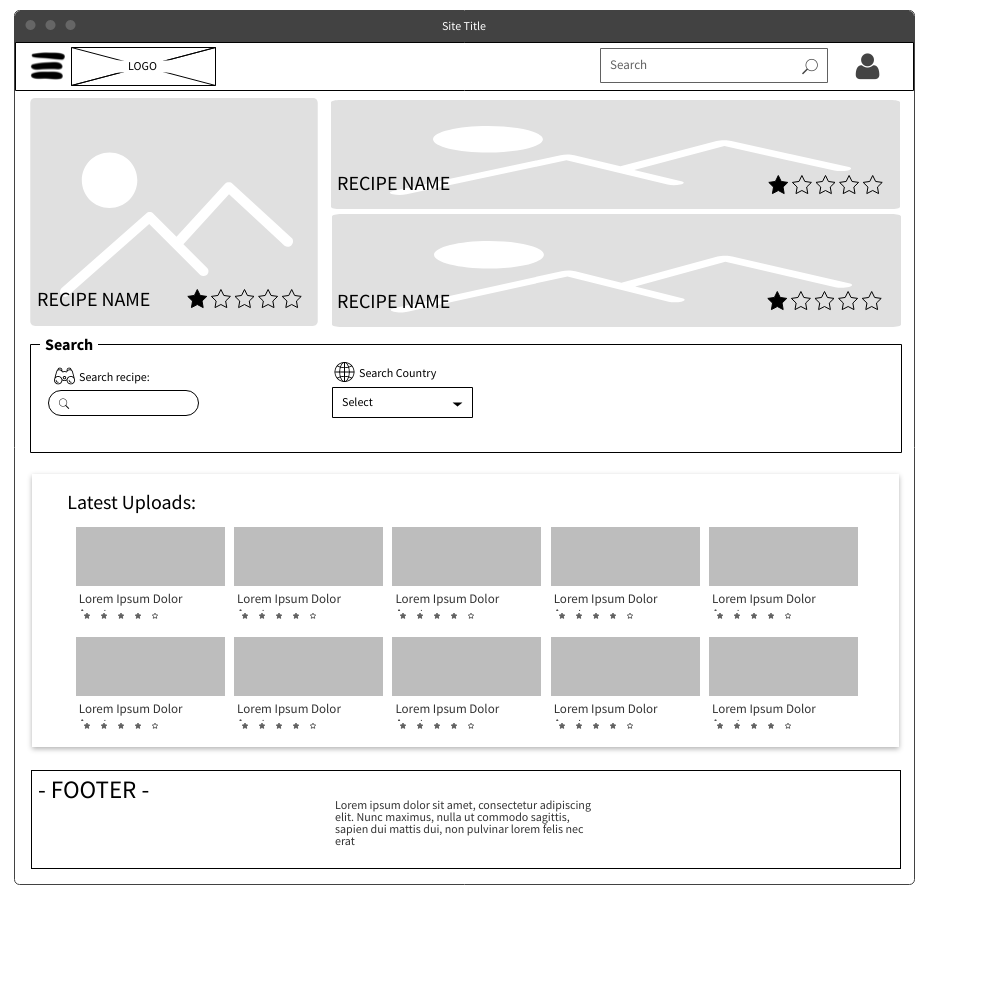 Site Title
LOGO
Search
RECIPE NAME
RECIPE NAME
RECIPE NAME
Search
Search recipe:
Search Country
Select
Latest Uploads:
Lorem Ipsum Dolor
Lorem Ipsum Dolor
Lorem Ipsum Dolor
Lorem Ipsum Dolor
Lorem Ipsum Dolor
Lorem Ipsum Dolor
Lorem Ipsum Dolor
Lorem Ipsum Dolor
Lorem Ipsum Dolor
Lorem Ipsum Dolor
- FOOTER -
Lorem ipsum dolor sit amet, consectetur adipiscing
elit. Nunc maximus, nulla ut commodo sagittis,
sapien dui mattis dui, non pulvinar lorem felis nec
erat